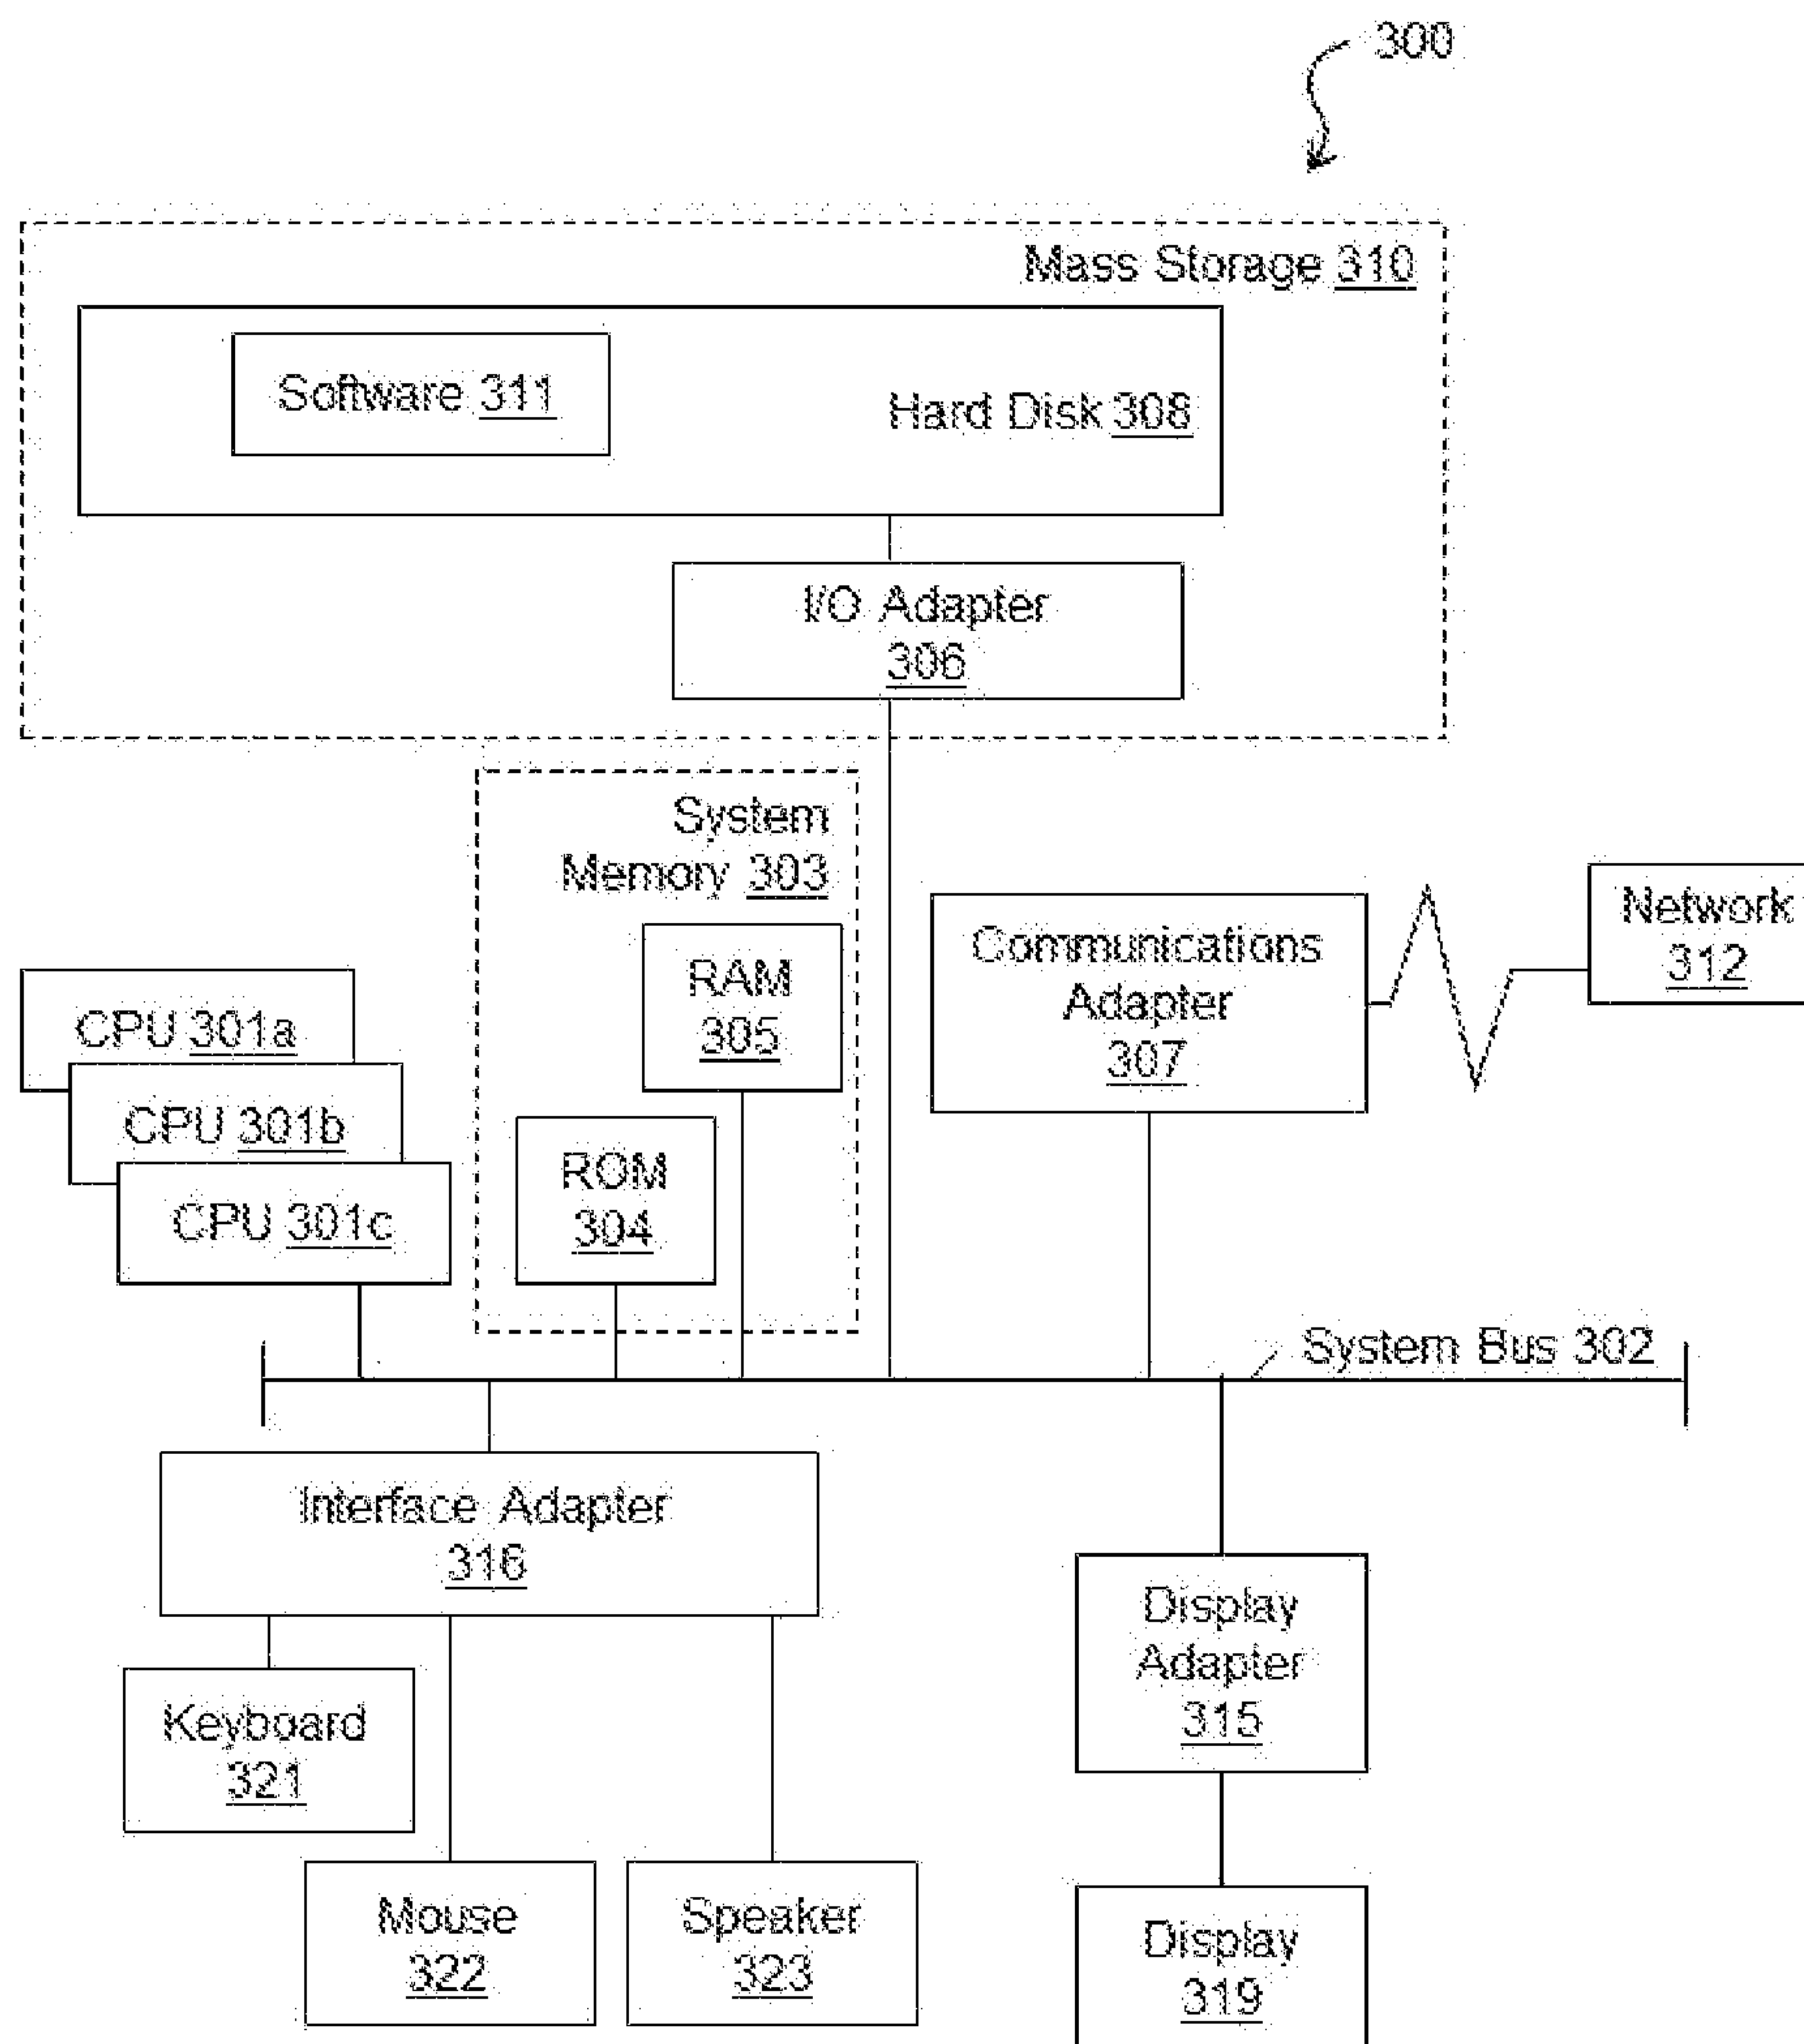 300
Mass Storage 310
Software 311
Hard Disk 308
I/O Adapter
306
System
Memory 303
RAM
305
ROM
304
Communications
Adapter
307
Network
312
CPU 301a
CPU 301b
CPU 301c
System Bus 302
Interface Adapter
316
Keyboard
321
Mouse
322
Speaker
323
Display
Adapter
315
Display
319